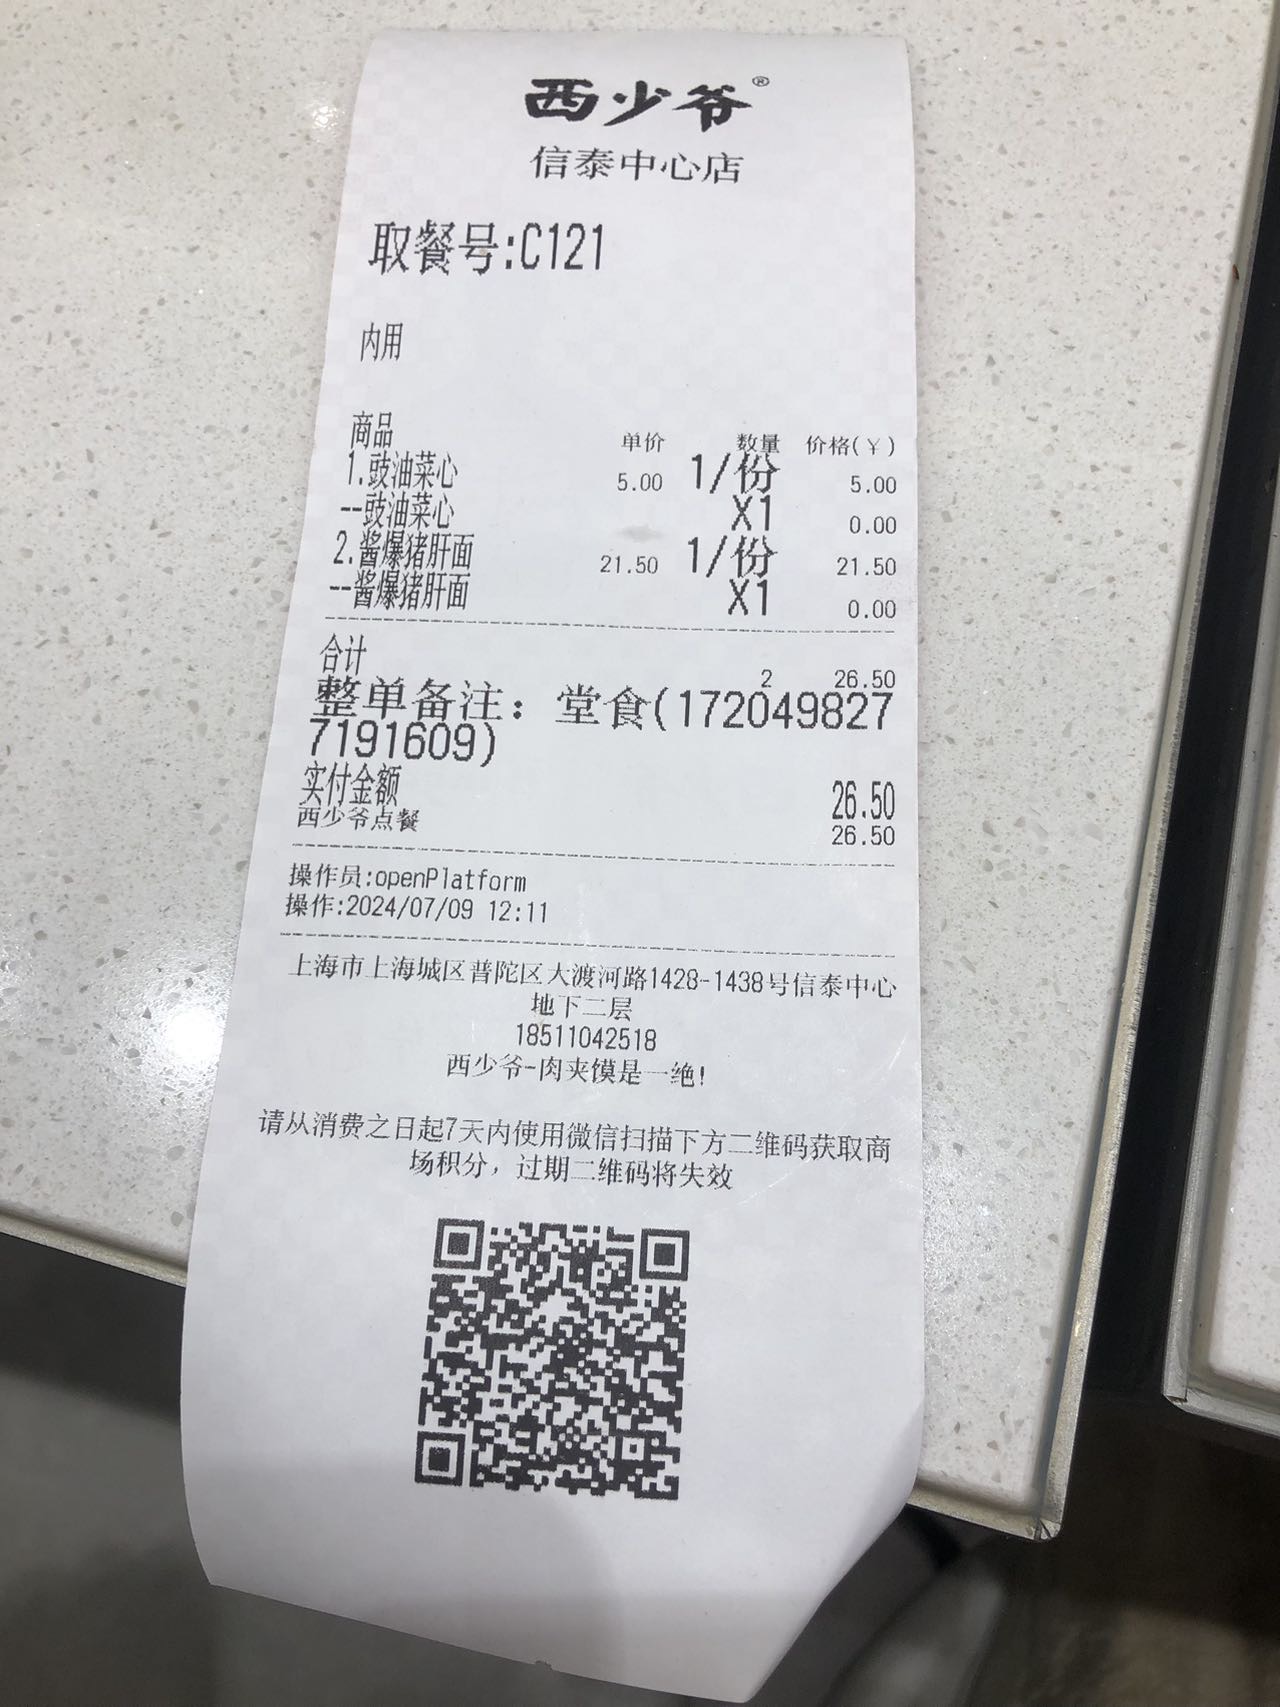 西少爷®
信泰中心店
取餐号:C121
内用
商品 单价 数量 价格(¥)
1.豉油菜心 5.00 1/份 5.00
--豉油菜心 X1 0.00
2.酱爆猪肝面 21.50 1/份 21.50
--酱爆猪肝面 X1 0.00
合计 2 26.50
整单备注：堂食(172049827
7191609)
实付金额 26.50
西少爷点餐 26.50
操作员:openPlatform
操作:2024/07/09 12:11
上海市上海城区普陀区大渡河路1428-1438号信泰中心
地下二层
18511042518
西少爷-肉夹馍是一绝!
请从消费之日起7天内使用微信扫描下方二维码获取商
场积分，过期二维码将失效